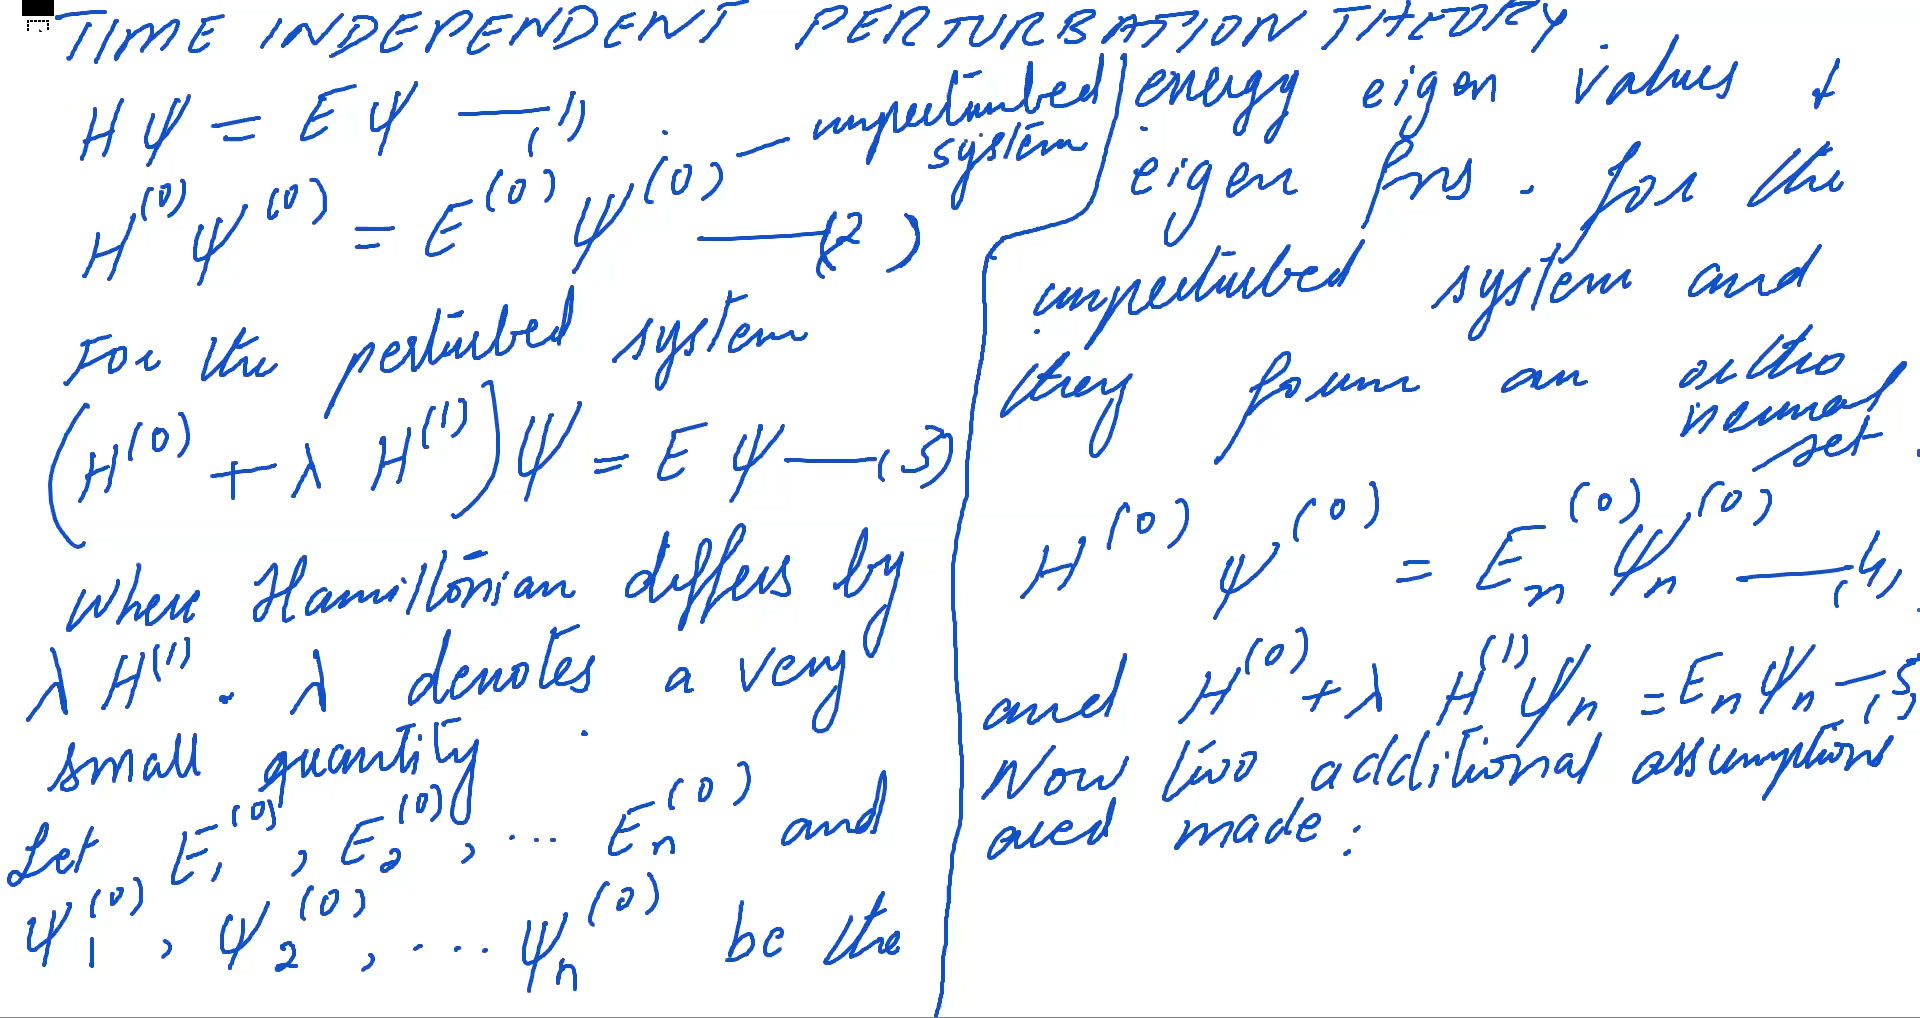 TIME INDEPENDENT PERTURBATION THEORY
Hψ = Eψ —(1)
H^(0) ψ^(0) = E^(0) ψ^(0) — unperturbed system —(2)
For the perturbed system
(H^(0) + λ H^(1)) ψ = E ψ —(3)
where Hamiltonian differs by
λ H^(1). λ denotes a very
small quantity.
Let E_1^(0), E_2^(0), ... E_n^(0) and
ψ_1^(0), ψ_2^(0), ... ψ_n^(0) be the
energy eigen values &
eigen fns. for the
unperturbed system and
they form an ortho
normal
set.
H^(0) ψ^(0) = E_n^(0) ψ_n^(0) —(4)
and H^(0) + λ H^(1) ψ_n = E_n ψ_n —(5)
Now two additional assumptions
made: